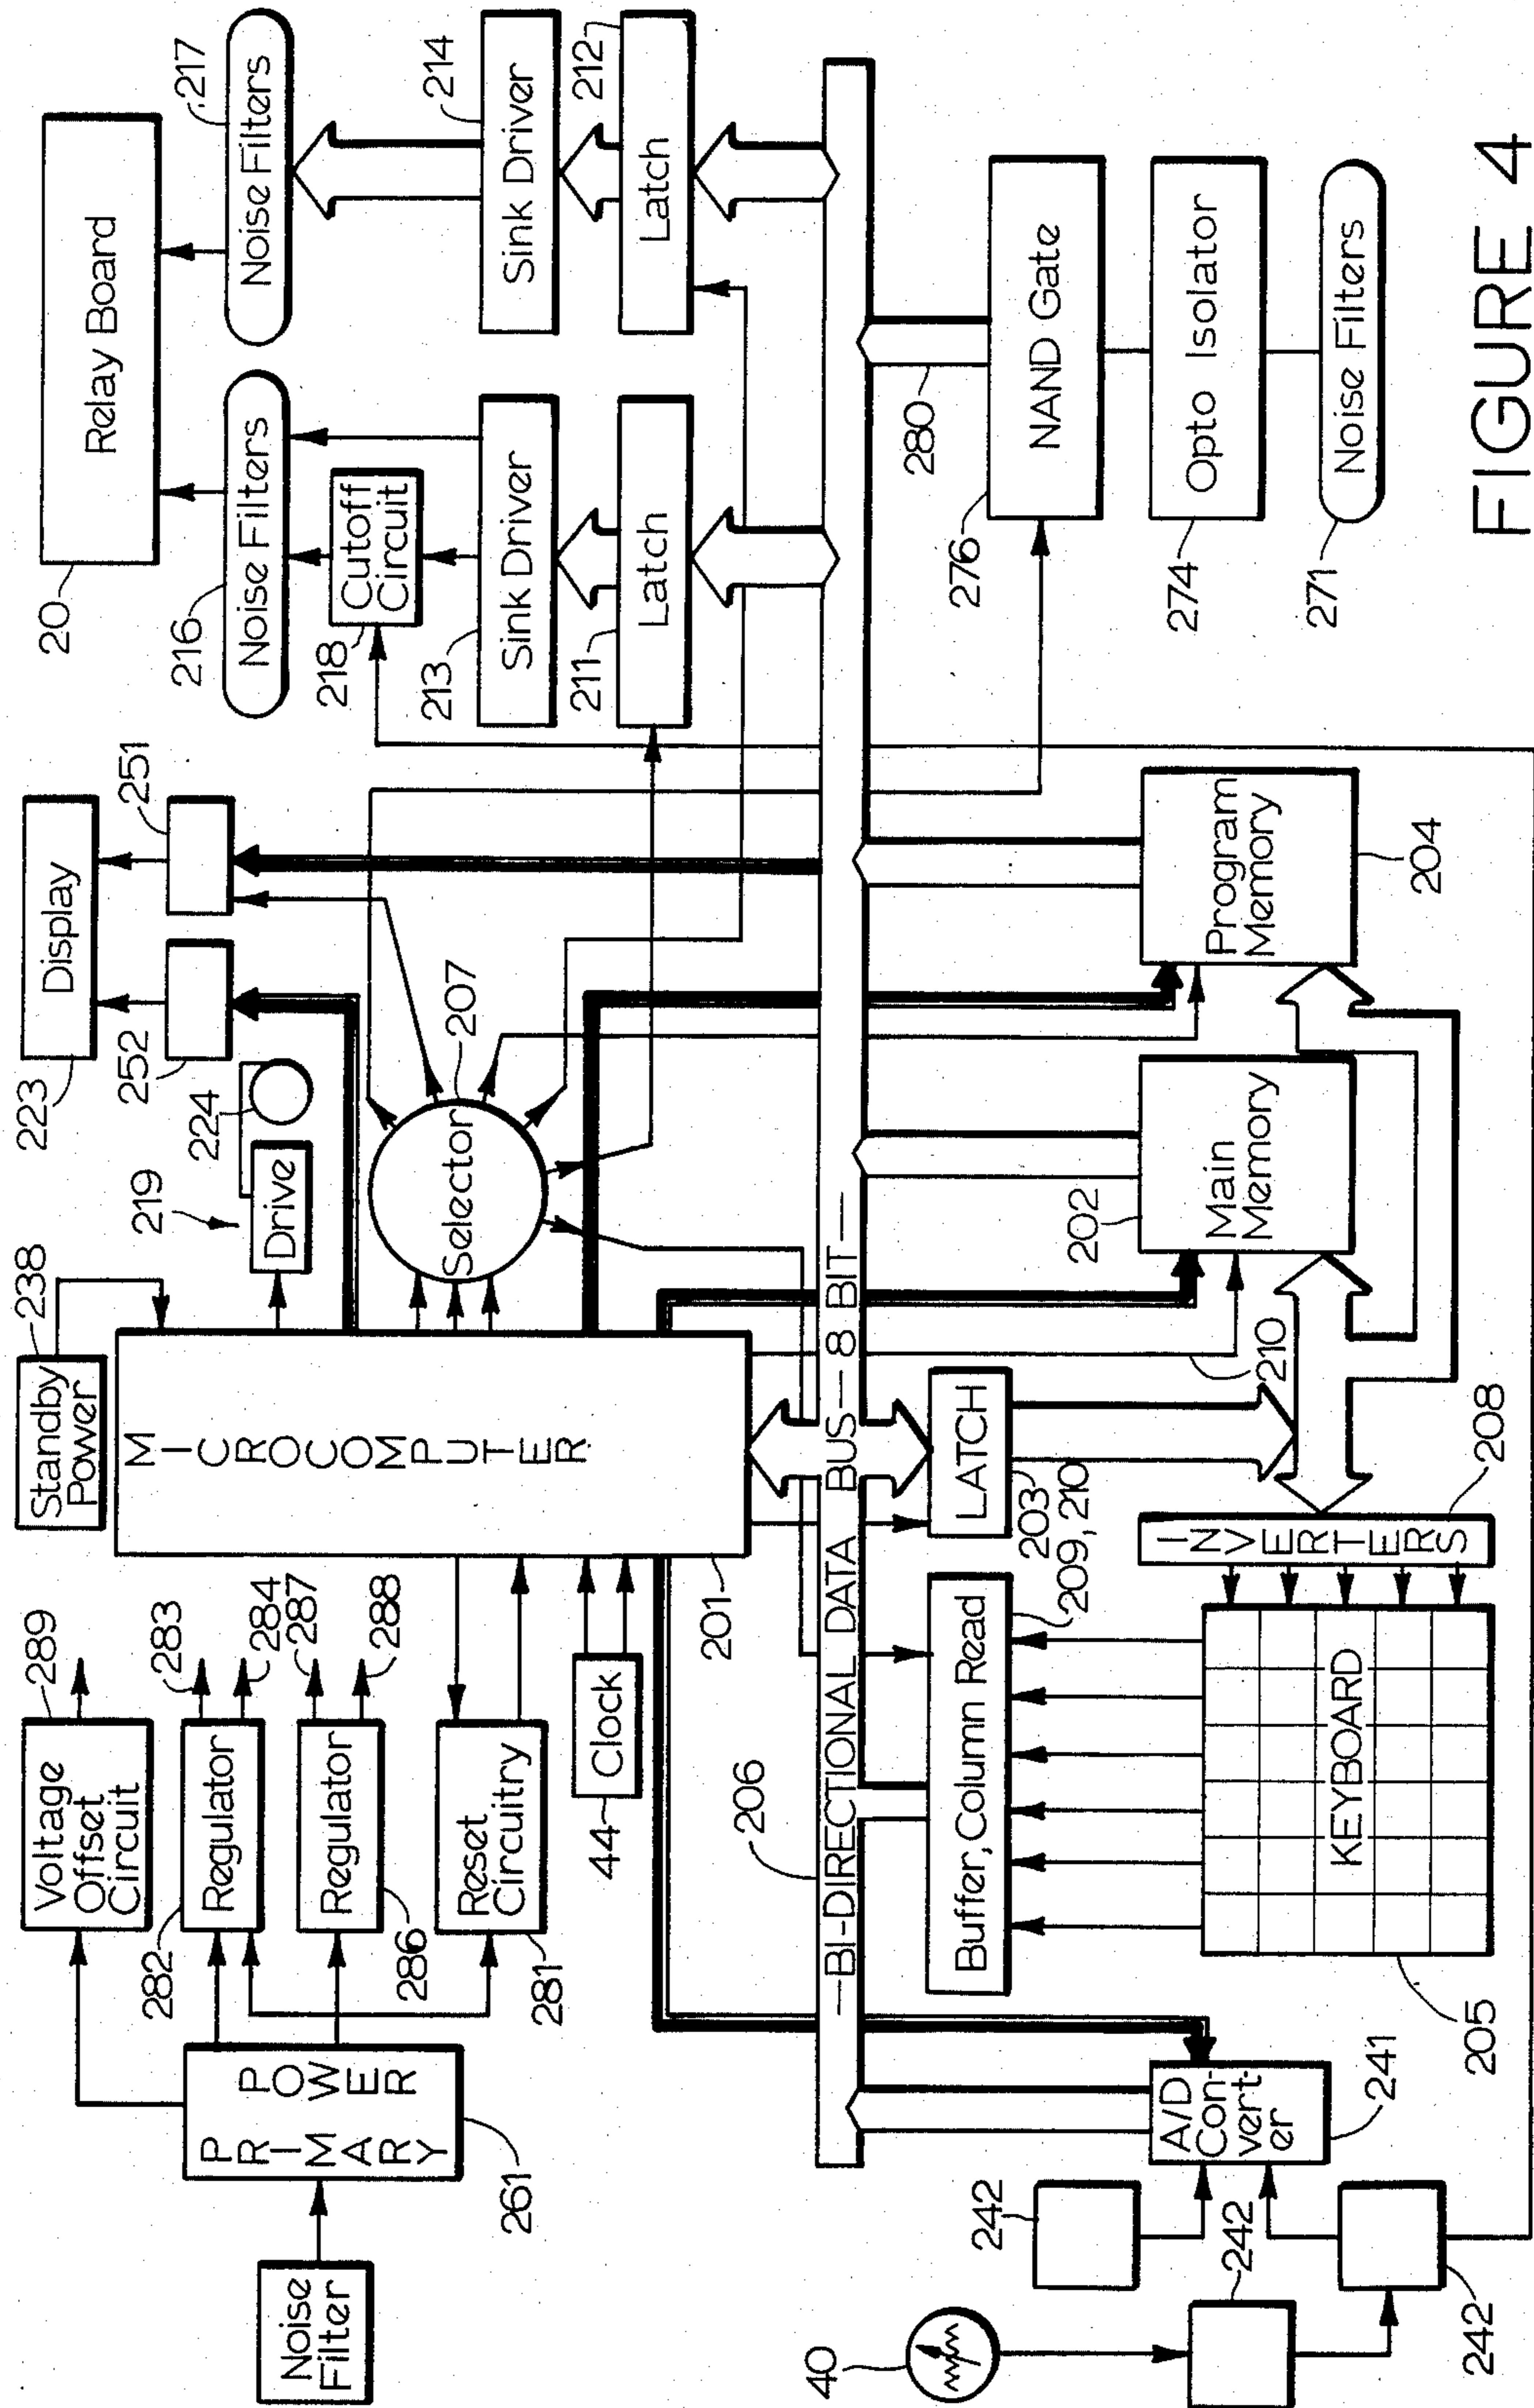 Noise
Filter
PRIMARY
POWER
261
Voltage
Offset
Circuit
289
282
Regulator
283
284
Regulator
286
287
288
Reset
Circuitry
281
Clock
44
Standby
Power
238
MICROCOMPUTER
201
219
Drive
224
Display
223
252
251
Selector
207
20
Relay Board
216
Noise Filters
Noise Filters
217
218
Cutoff
Circuit
213
Sink Driver
Sink Driver
214
211
Latch
Latch
212
206
—BI-DIRECTIONAL DATA BUS—8 BIT—
Buffer, Column Read
209, 210
LATCH
203
210
202
Main
Memory
Program
Memory
204
INVERTERS
208
KEYBOARD
205
A/D
Con-
vert-
er
241
242
242
242
40
280
276
NAND Gate
274
Opto Isolator
271
Noise Filters
FIGURE 4